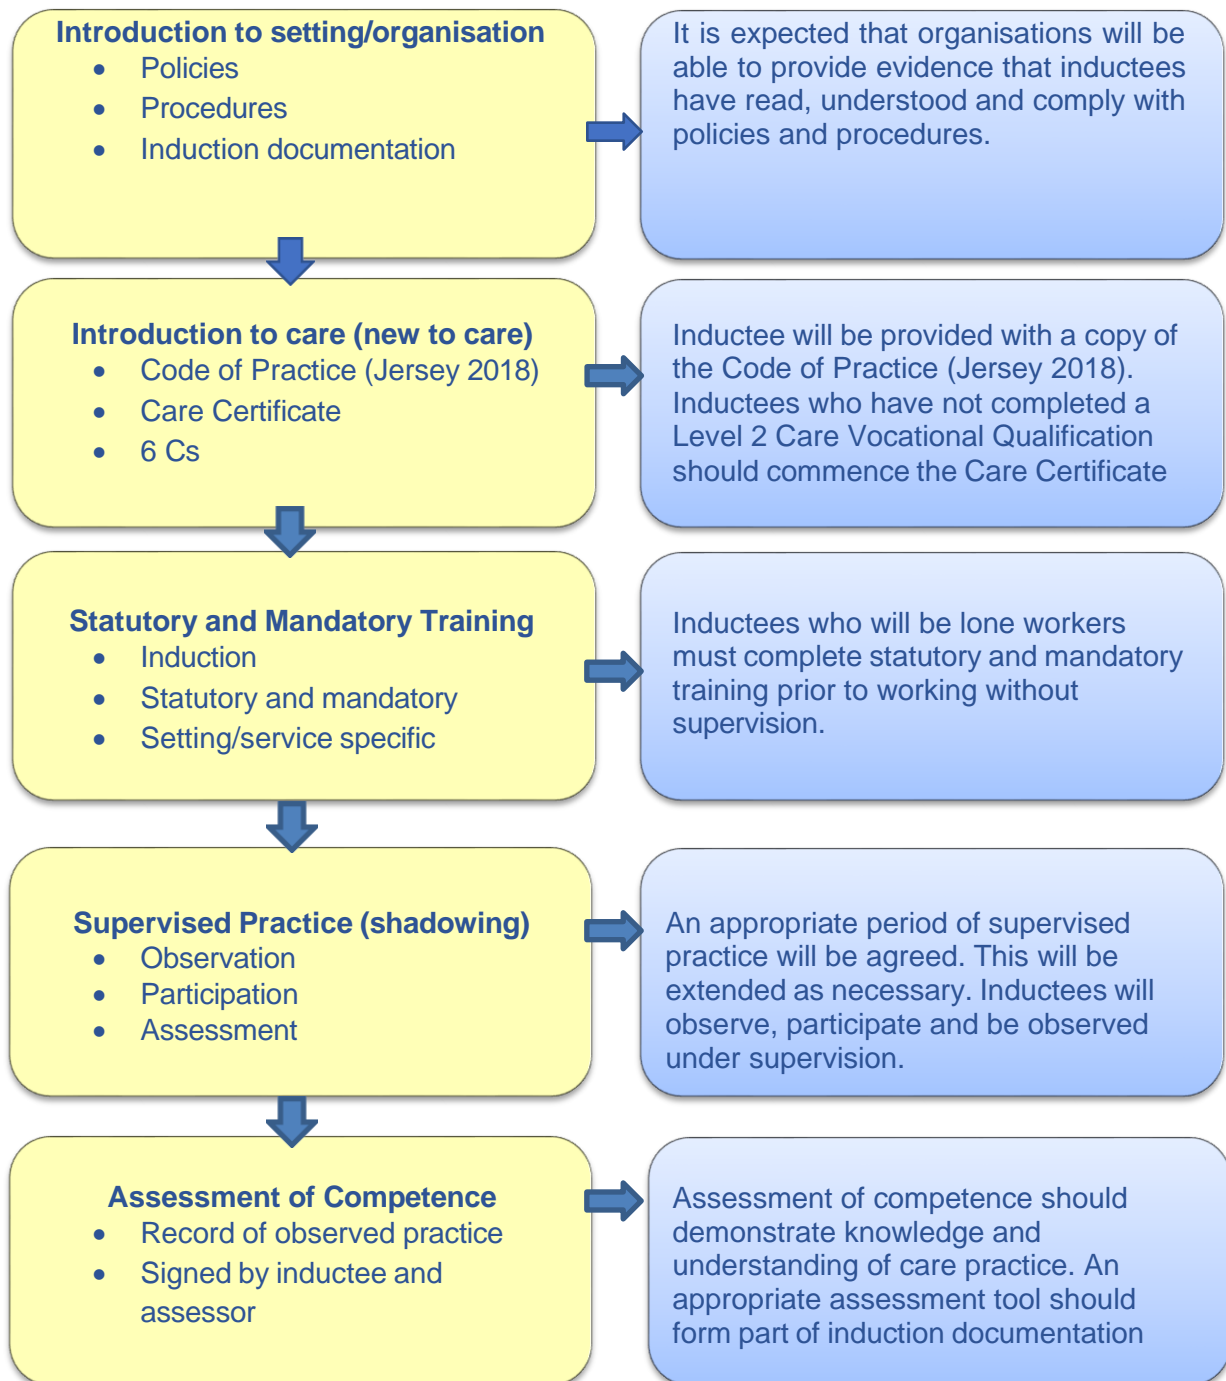 Introduction to setting/organisation
• Policies
• Procedures
• Induction documentation
It is expected that organisations will be
able to provide evidence that inductees
have read, understood and comply with
policies and procedures.
Introduction to care (new to care)
• Code of Practice (Jersey 2018)
• Care Certificate
• 6 Cs
Inductee will be provided with a copy of
the Code of Practice (Jersey 2018).
Inductees who have not completed a
Level 2 Care Vocational Qualification
should commence the Care Certificate
Statutory and Mandatory Training
• Induction
• Statutory and mandatory
• Setting/service specific
Inductees who will be lone workers
must complete statutory and mandatory
training prior to working without
supervision.
Supervised Practice (shadowing)
• Observation
• Participation
• Assessment
An appropriate period of supervised
practice will be agreed. This will be
extended as necessary. Inductees will
observe, participate and be observed
under supervision.
Assessment of Competence
• Record of observed practice
• Signed by inductee and
assessor
Assessment of competence should
demonstrate knowledge and
understanding of care practice. An
appropriate assessment tool should
form part of induction documentation